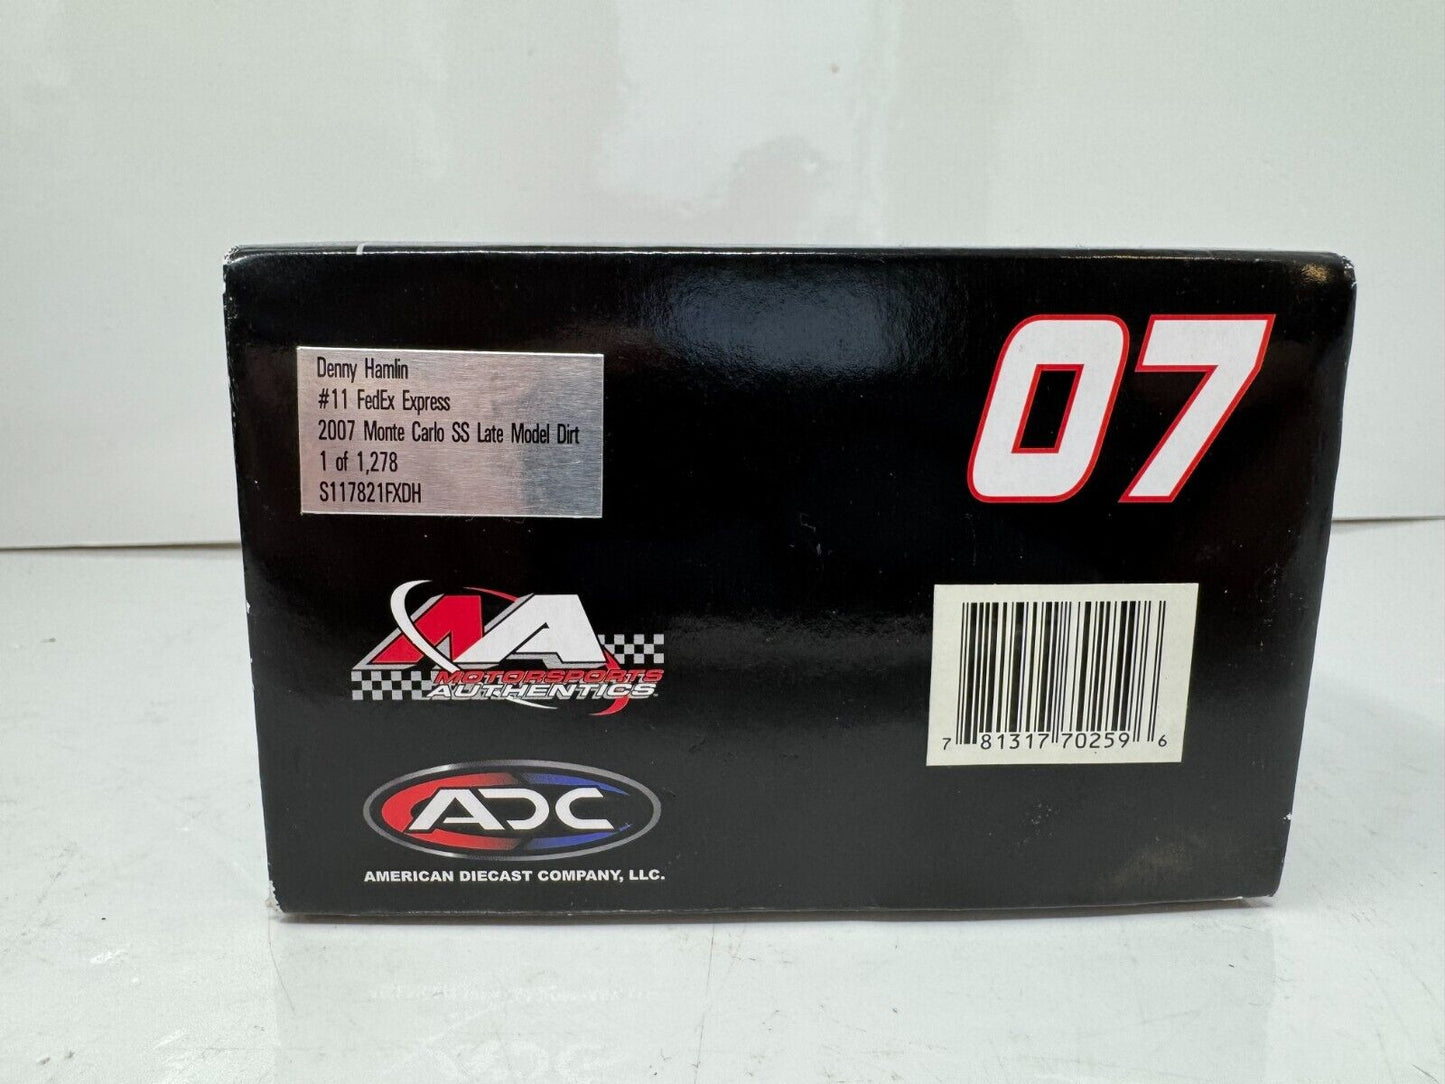 Denny Hamlin
#11 FedEx Express
2007 Monte Carlo SS Late Model Dirt
1 of 1,278
S117821FXDH
07
MA
MOTORSPORTS
AUTHENTICS
7 81317 70259 6
ADC
AMERICAN DIECAST COMPANY, LLC.